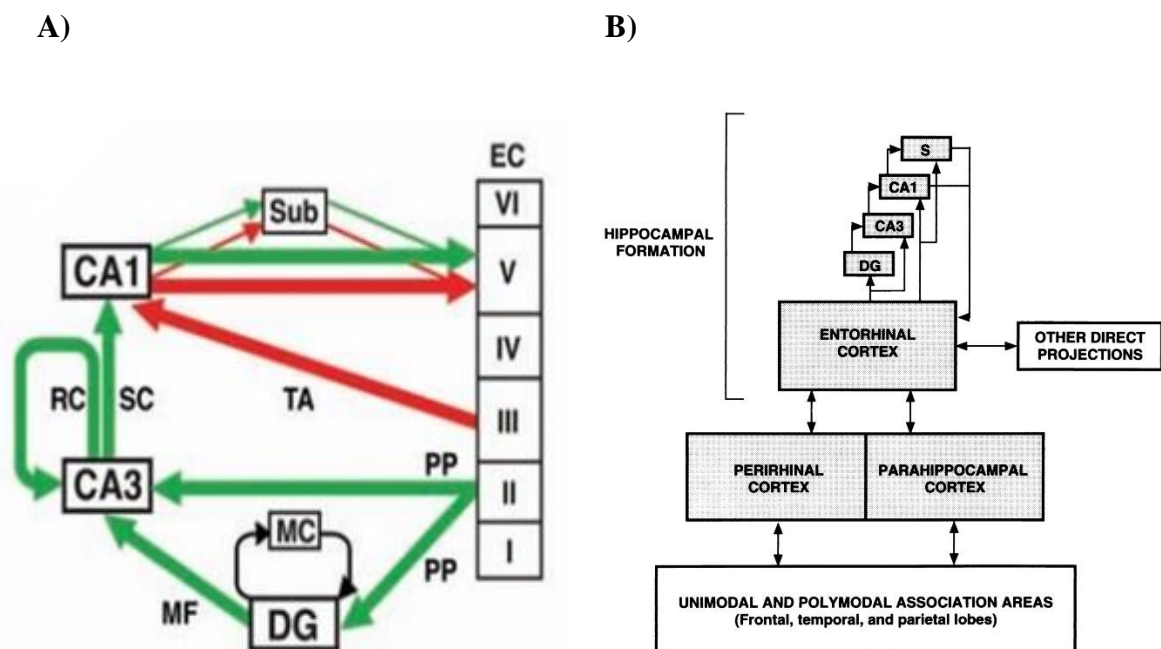 A)
B)
EC
VI
V
IV
III
II
I
Sub
CA1
RC
SC
TA
CA3
PP
MC
PP
MF
DG
HIPPOCAMPAL
FORMATION
S
CA1
CA3
DG
ENTORHINAL
CORTEX
OTHER DIRECT
PROJECTIONS
PERIRHINAL
CORTEX
PARAHIPPOCAMPAL
CORTEX
UNIMODAL AND POLYMODAL ASSOCIATION AREAS
(Frontal, temporal, and parietal lobes)